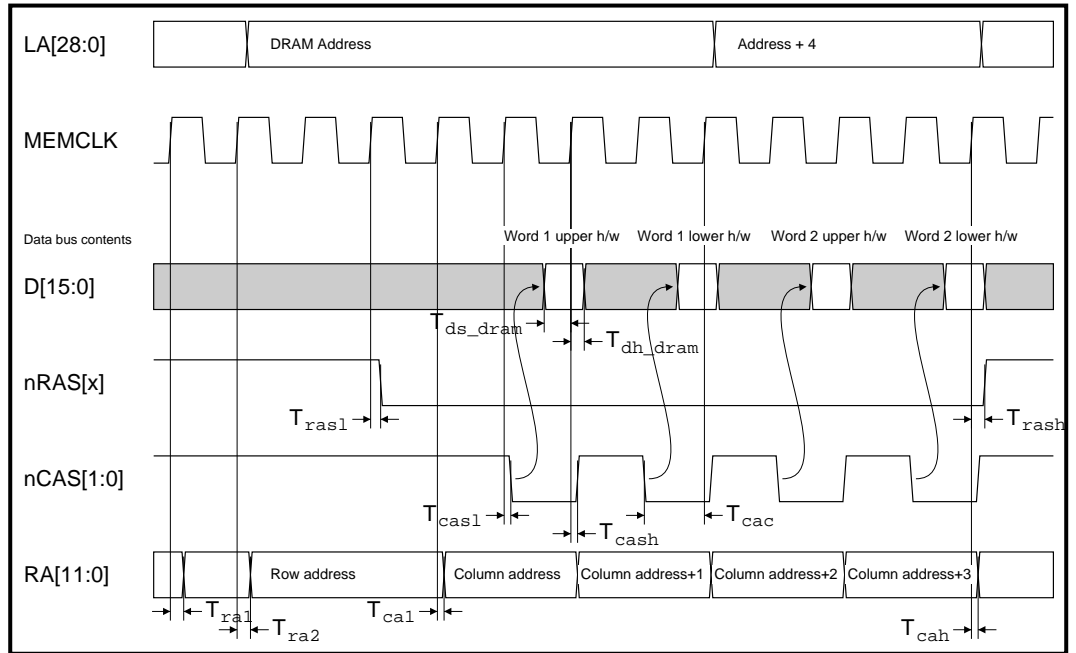 LA[28:0]
DRAM Address
Address + 4
MEMCLK
Data bus contents
Word 1 upper h/w
Word 1 lower h/w
Word 2 upper h/w
Word 2 lower h/w
D[15:0]
Tds_dram
Tdh_dram
nRAS[x]
Trasl
Trash
nCAS[1:0]
Tcasl
Tcash
Tcac
RA[11:0]
Row address
Column address
Column address+1
Column address+2
Column address+3
Tra1
Tra2
Tcal
Tcah